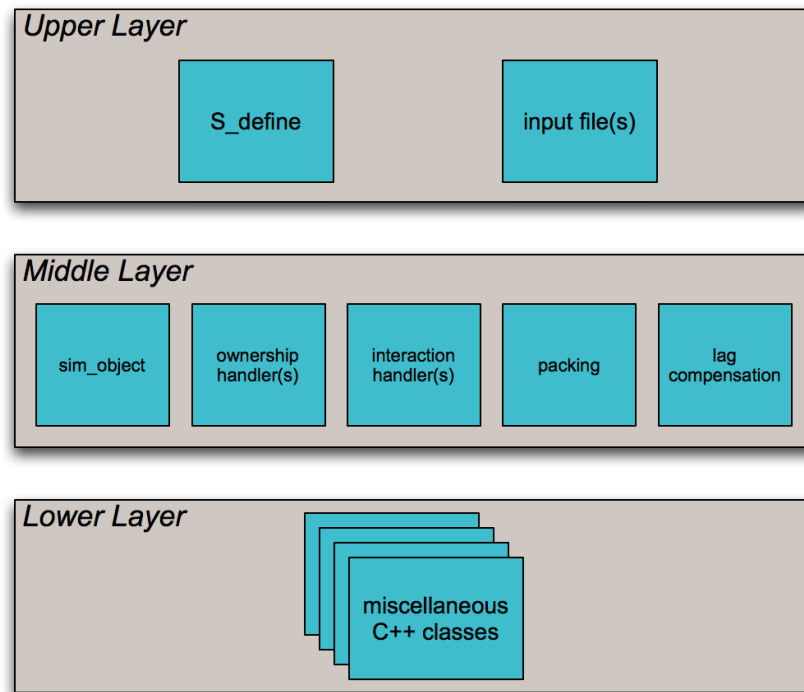 Upper Layer
S_define
input file(s)
Middle Layer
sim_object
ownership
handler(s)
interaction
handler(s)
packing
lag
compensation
Lower Layer
miscellaneous
C++ classes